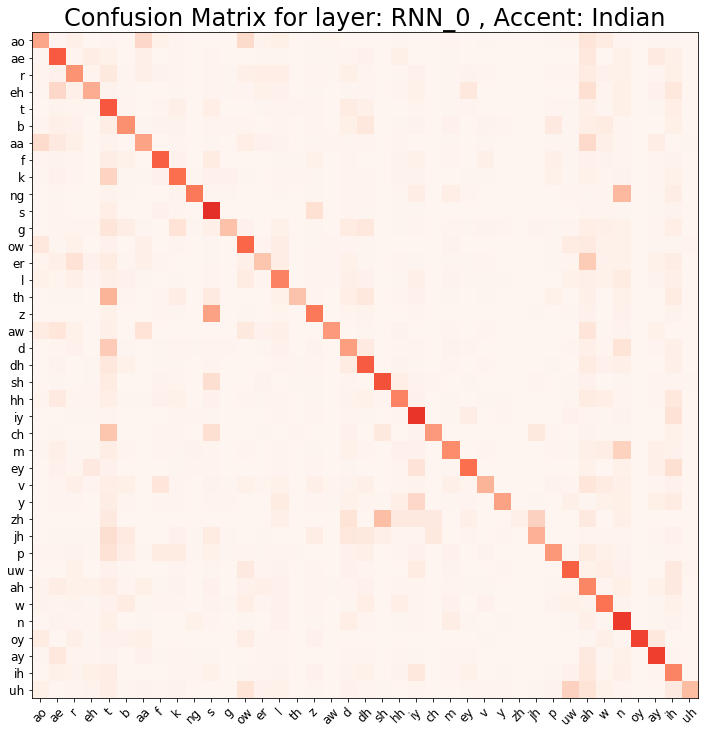 Confusion Matrix for layer: RNN_0 , Accent: Indian
ao
ae
r
eh
t
b
aa
f
k
ng
s
g
ow
er
l
th
z
aw
d
dh
sh
hh
iy
ch
m
ey
v
y
zh
jh
p
uw
ah
w
n
oy
ay
ih
uh
ao ae r eh t b aa f k ng s g ow er l th z aw d dh sh hh iy ch m ey v y zh jh p uw ah w n oy ay ih uh